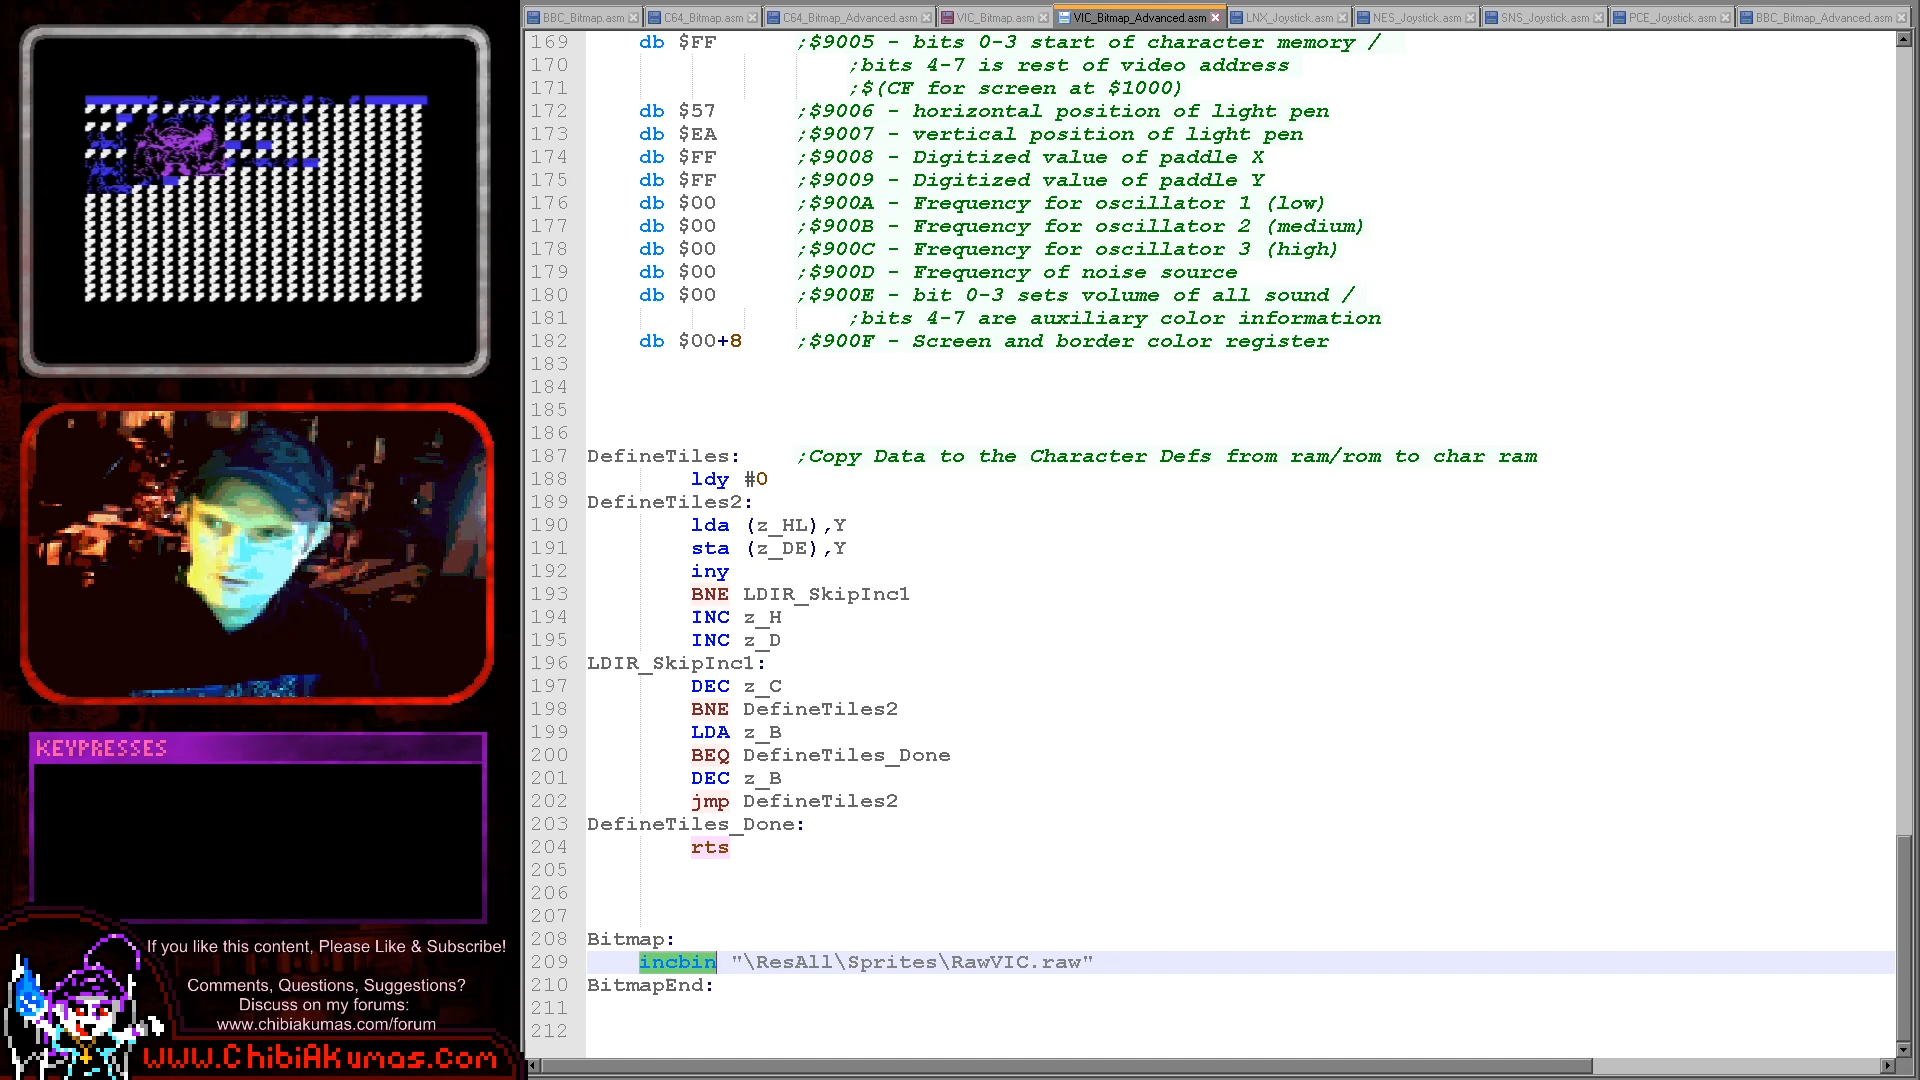 BBC_Bitmap.asm C64_Bitmap.asm C64_Bitmap_Advanced.asm VIC_Bitmap.asm VIC_Bitmap_Advanced.asm LNX_Joystick.asm NES_Joystick.asm SNS_Joystick.asm PCE_Joystick.asm BBC_Bitmap_Advanced.asm
169 db $FF ;$9005 - bits 0-3 start of character memory /
170 ;bits 4-7 is rest of video address
171 ;$(CF for screen at $1000)
172 db $57 ;$9006 - horizontal position of light pen
173 db $EA ;$9007 - vertical position of light pen
174 db $FF ;$9008 - Digitized value of paddle X
175 db $FF ;$9009 - Digitized value of paddle Y
176 db $00 ;$900A - Frequency for oscillator 1 (low)
177 db $00 ;$900B - Frequency for oscillator 2 (medium)
178 db $00 ;$900C - Frequency for oscillator 3 (high)
179 db $00 ;$900D - Frequency of noise source
180 db $00 ;$900E - bit 0-3 sets volume of all sound /
181 ;bits 4-7 are auxiliary color information
182 db $00+8 ;$900F - Screen and border color register
183
184
185
186
187 DefineTiles: ;Copy Data to the Character Defs from ram/rom to char ram
188 ldy #0
189 DefineTiles2:
190 lda (z_HL),Y
191 sta (z_DE),Y
192 iny
193 BNE LDIR_SkipInc1
194 INC z_H
195 INC z_D
196 LDIR_SkipInc1:
197 DEC z_C
198 BNE DefineTiles2
199 LDA z_B
200 BEQ DefineTiles_Done
201 DEC z_B
202 jmp DefineTiles2
203 DefineTiles_Done:
204 rts
205
206
207
208 Bitmap:
209 incbin "\ResAll\Sprites\RawVIC.raw"
210 BitmapEnd:
211
212
KEYPRESSES
If you like this content, Please Like & Subscribe!
Comments, Questions, Suggestions?
Discuss on my forums:
www.chibiakumas.com/forum
www.ChibiAkumas.com